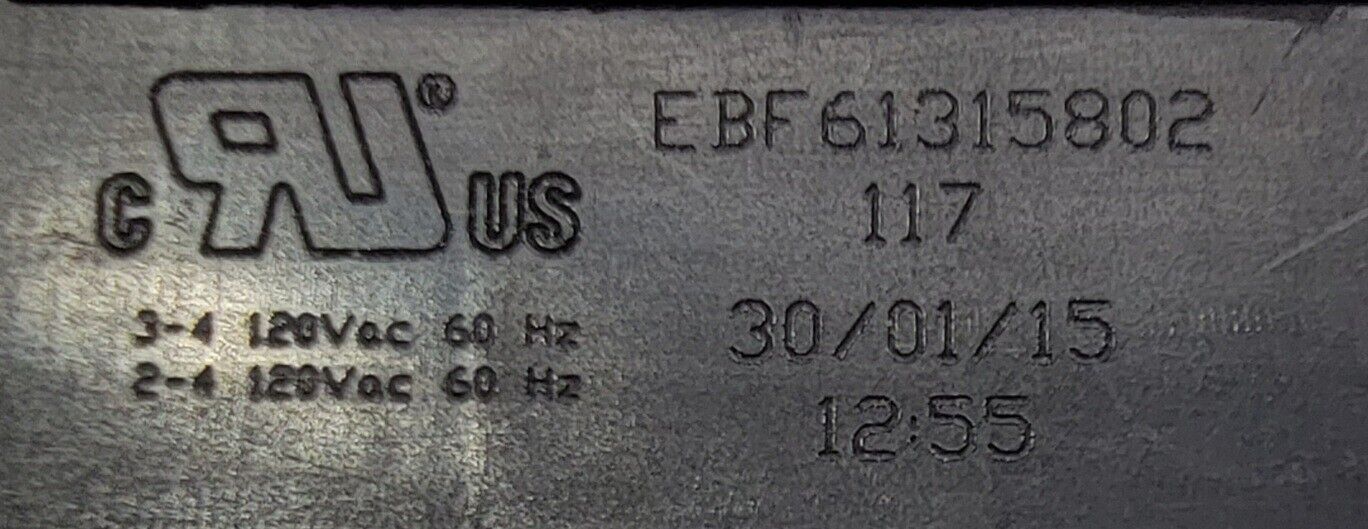 c RU® US
3-4 120Vac 60 Hz
2-4 120Vac 60 Hz
EBF61315802
117
30/01/15
12:55